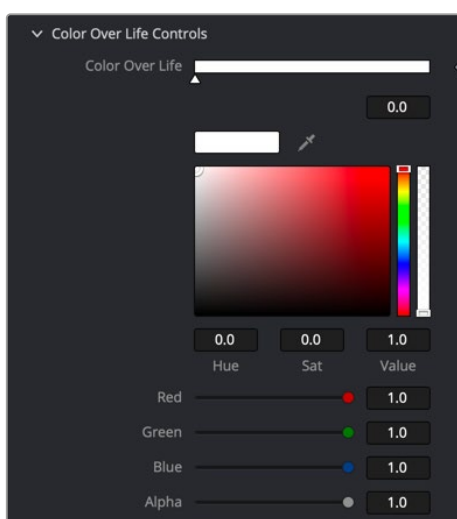 Color Over Life Controls
Color Over Life
0.0
0.0 0.0 1.0
Hue Sat Value
Red 1.0
Green 1.0
Blue 1.0
Alpha 1.0